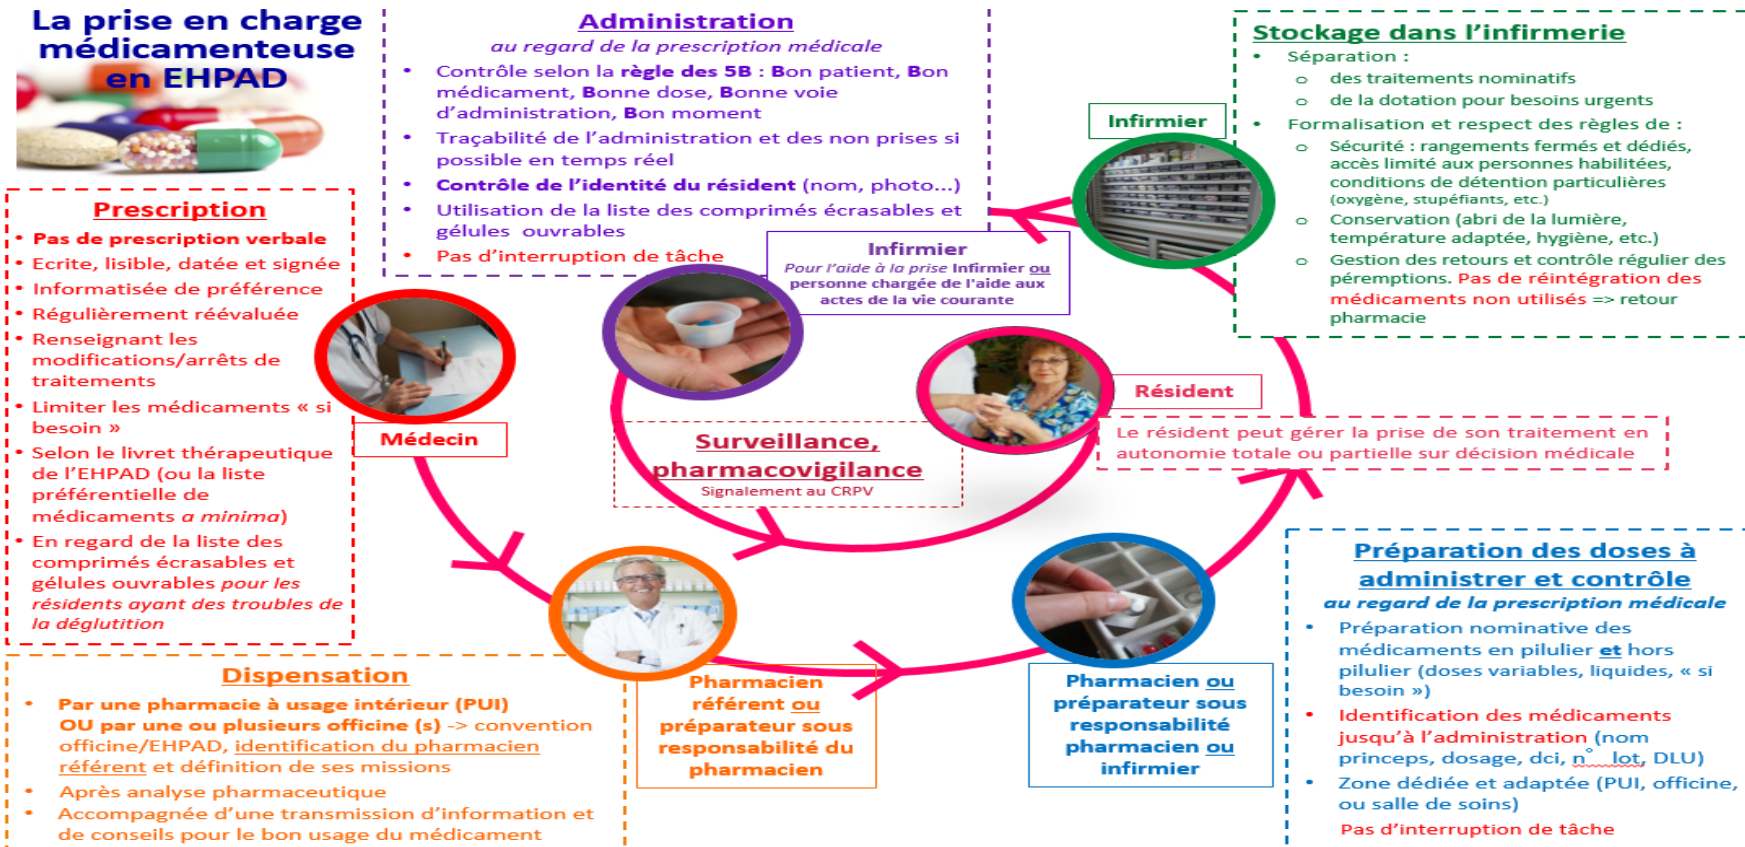 La prise en charge
médicamenteuse
en EHPAD
Prescription
• Pas de prescription verbale
• Ecrite, lisible, datée et signée
• Informatisée de préférence
• Régulièrement réévaluée
• Renseignant les
modifications/arrêts de
traitements
• Limiter les médicaments « si
besoin »
• Selon le livret thérapeutique
de l'EHPAD (ou la liste
préférentielle de
médicaments a minima)
• En regard de la liste des
comprimés écrasables et
gélules ouvrables pour les
résidents ayant des troubles de
la déglutition
Médecin
Dispensation
• Par une pharmacie à usage intérieur (PUI)
OU par une ou plusieurs officine (s) -> convention
officine/EHPAD, identification du pharmacien
référent et définition de ses missions
• Après analyse pharmaceutique
• Accompagnée d'une transmission d'information et
de conseils pour le bon usage du médicament
Pharmacien
référent ou
préparateur sous
responsabilité du
pharmacien
Pharmacien ou
préparateur sous
responsabilité
pharmacien ou
infirmier
Préparation des doses à
administrer et contrôle
au regard de la prescription médicale
• Préparation nominative des
médicaments en pilulier et hors
pilulier (doses variables, liquides, « si
besoin »)
• Identification des médicaments
jusqu'à l'administration (nom
princeps, dosage, dci, n° lot, DLU)
• Zone dédiée et adaptée (PUI, officine,
ou salle de soins)
Pas d'interruption de tâche
Stockage dans l'infirmerie
• Séparation :
o des traitements nominatifs
o de la dotation pour besoins urgents
• Formalisation et respect des règles de :
o Sécurité : rangements fermés et dédiés,
accès limité aux personnes habilitées,
conditions de détention particulières
(oxygène, stupéfiants, etc.)
o Conservation (abri de la lumière,
température adaptée, hygiène, etc.)
o Gestion des retours et contrôle régulier des
péremptions. Pas de réintégration des
médicaments non utilisés => retour
pharmacie
Infirmier
Administration
au regard de la prescription médicale
• Contrôle selon la règle des 5B : Bon patient, Bon
médicament, Bonne dose, Bonne voie
d'administration, Bon moment
• Traçabilité de l'administration et des non prises si
possible en temps réel
• Contrôle de l'identité du résident (nom, photo...)
• Utilisation de la liste des comprimés écrasables et
gélules ouvrables
• Pas d'interruption de tâche
Infirmier
Pour l'aide à la prise Infirmier ou
personne chargée de l'aide aux
actes de la vie courante
Résident
Le résident peut gérer la prise de son traitement en
autonomie totale ou partielle sur décision médicale
Surveillance,
pharmacovigilance
Signalement au CRPV